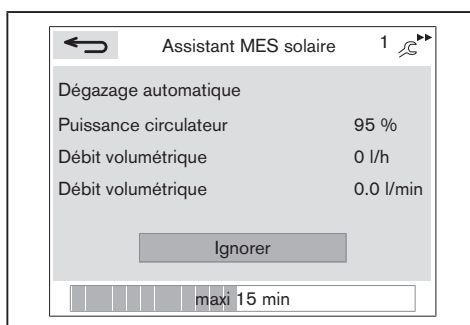 Assistant MES solaire 1
Dégazage automatique
Puissance circulateur 95 %
Débit volumétrique 0 l/h
Débit volumétrique 0.0 l/min
Ignorer
maxi 15 min